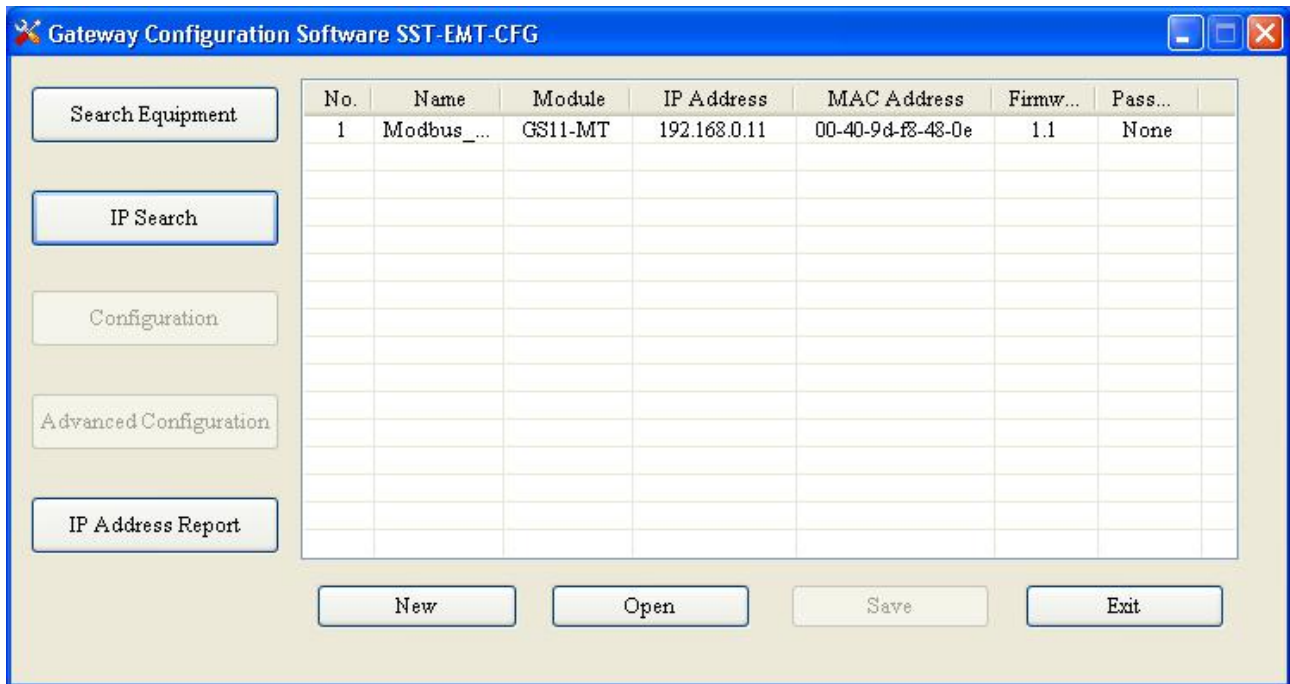 Gateway Configuration Software SST-EMT-CFG
Search Equipment
IP Search
Configuration
Advanced Configuration
IP Address Report
No. Name Module IP Address MAC Address Firmw... Pass...
1 Modbus_... GS11-MT 192.168.0.11 00-40-9d-f8-48-0e 1.1 None
New Open Save Exit